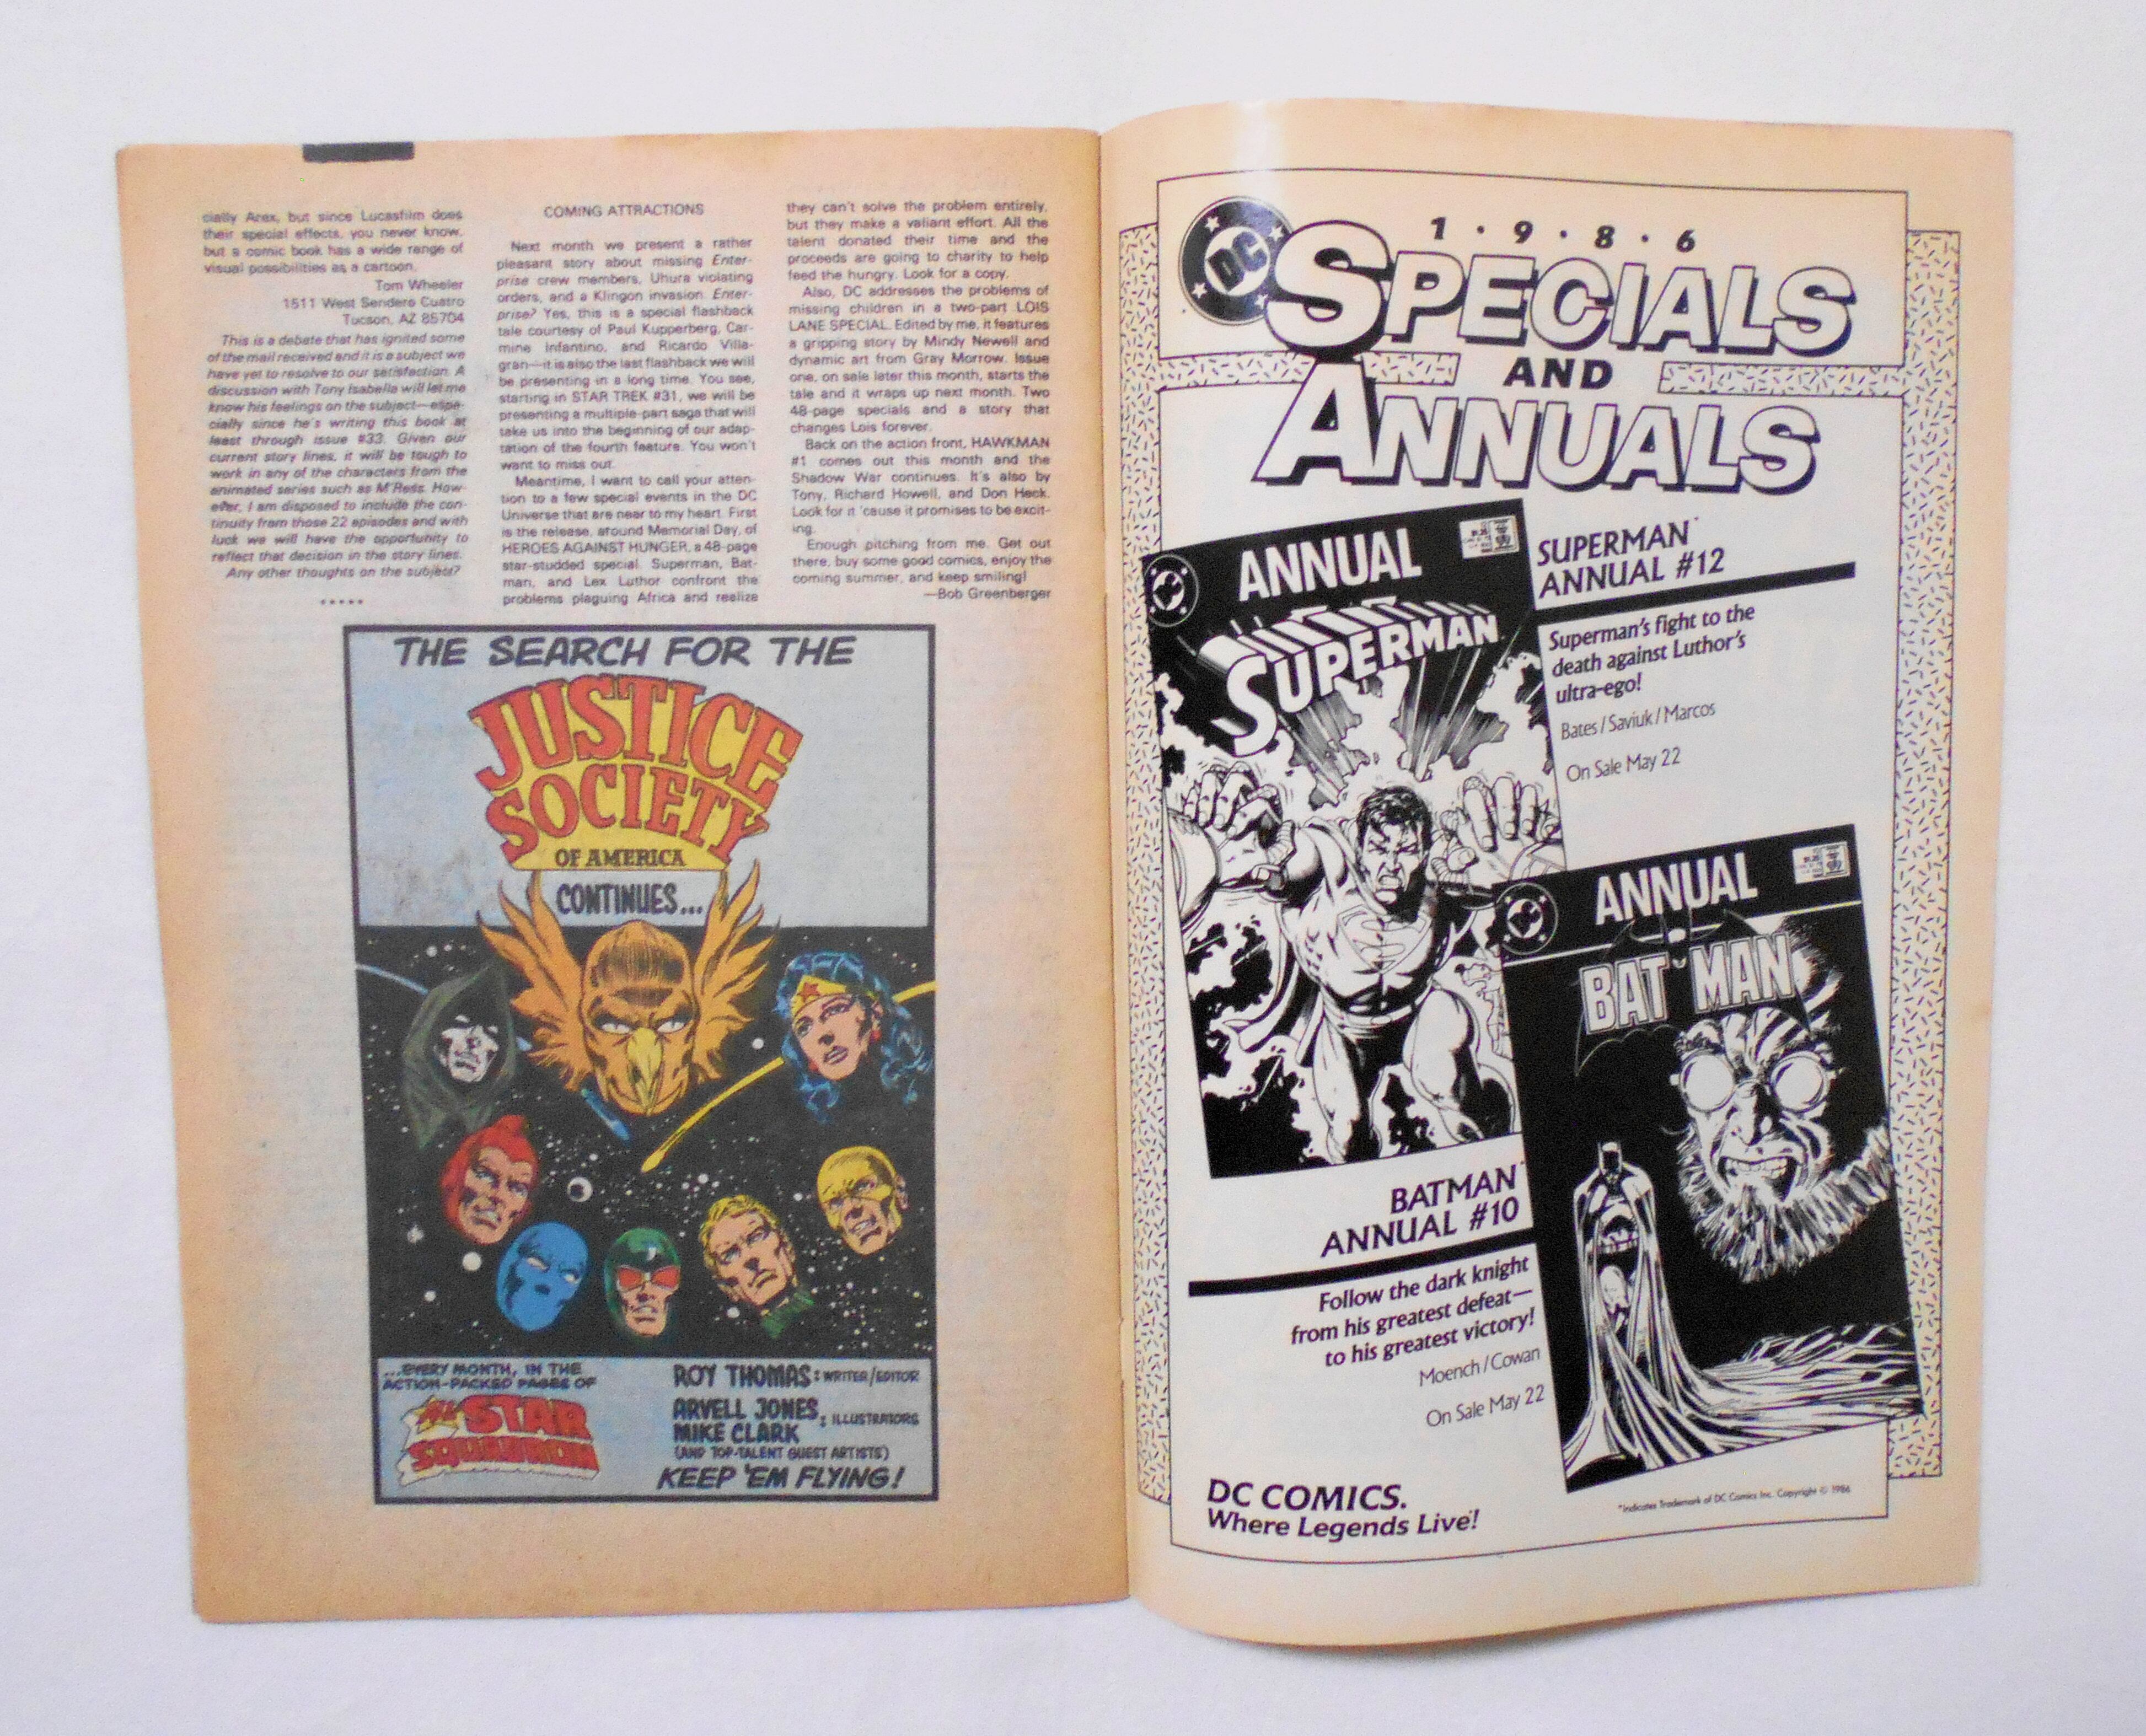 cially Arex, but since Lucasfilm does
their special effects, you never know,
but a comic book has a wide range of
visual possibilities as a cartoon.
Tom Wheeler
1511 West Sendero Cuatro
Tucson, AZ 85704
This is a debate that has ignited some
of the mail received and it is a subject we
have yet to resolve to our satisfaction. A
discussion with Tony Isabella will let me
know his feelings on the subject—espe-
cially since he's writing this book at
least through issue #33. Given our
current story lines, it will be tough to
work in any of the characters from the
animated series such as M'Ress. How-
ever, I am disposed to include the con-
tinuity from those 22 episodes and with
luck we will have the opportunity to
reflect that decision in the story lines.
Any other thoughts on the subject?
*****
COMING ATTRACTIONS
Next month we present a rather
pleasant story about missing Enter-
prise crew members, Uhura violating
orders, and a Klingon invasion. Enter-
prise? Yes, this is a special flashback
tale courtesy of Paul Kupperberg, Car-
mine Infantino, and Ricardo Villa-
gran—it is also the last flashback we will
be presenting in a long time. You see,
starting in STAR TREK #31, we will be
presenting a multiple-part saga that will
take us into the beginning of our adap-
tation of the fourth feature. You won't
want to miss out.
Meantime, I want to call your atten-
tion to a few special events in the DC
Universe that are near to my heart. First
is the release, around Memorial Day, of
HEROES AGAINST HUNGER, a 48-page
star-studded special. Superman, Bat-
man, and Lex Luthor confront the
problems plaguing Africa and realize
they can't solve the problem entirely,
but they make a valiant effort. All the
talent donated their time and the
proceeds are going to charity to help
feed the hungry. Look for a copy.
Also, DC addresses the problems of
missing children in a two-part LOIS
LANE SPECIAL. Edited by me, it features
a gripping story by Mindy Newell and
dynamic art from Gray Morrow. Issue
one, on sale later this month, starts the
tale and it wraps up next month. Two
48-page specials and a story that
changes Lois forever.
Back on the action front, HAWKMAN
#1 comes out this month and the
Shadow War continues. It's also by
Tony, Richard Howell, and Don Heck.
Look for it 'cause it promises to be excit-
ing.
Enough pitching from me. Get out
there, buy some good comics, enjoy the
coming summer, and keep smiling!
—Bob Greenberger
THE SEARCH FOR THE
JUSTICE
SOCIETY
OF AMERICA
CONTINUES...
...EVERY MONTH, IN THE
ACTION-PACKED PAGES OF
ALL STAR
SQUADRON
ROY THOMAS: WRITER/EDITOR
ARVELL JONES
MIKE CLARK : ILLUSTRATORS
(AND TOP-TALENT GUEST ARTISTS)
KEEP 'EM FLYING!
DC
1·9·8·6
SPECIALS
AND
ANNUALS
ANNUAL
SUPERMAN
SUPERMAN*
ANNUAL #12
Superman's fight to the
death against Luthor's
ultra-ego!
Bates/Saviuk/Marcos
On Sale May 22
DC
ANNUAL
BATMAN
BATMAN*
ANNUAL #10
Follow the dark knight
from his greatest defeat—
to his greatest victory!
Moench/Cowan
On Sale May 22
DC COMICS.
Where Legends Live!
*Indicates Trademark of DC Comics Inc. Copyright © 1986